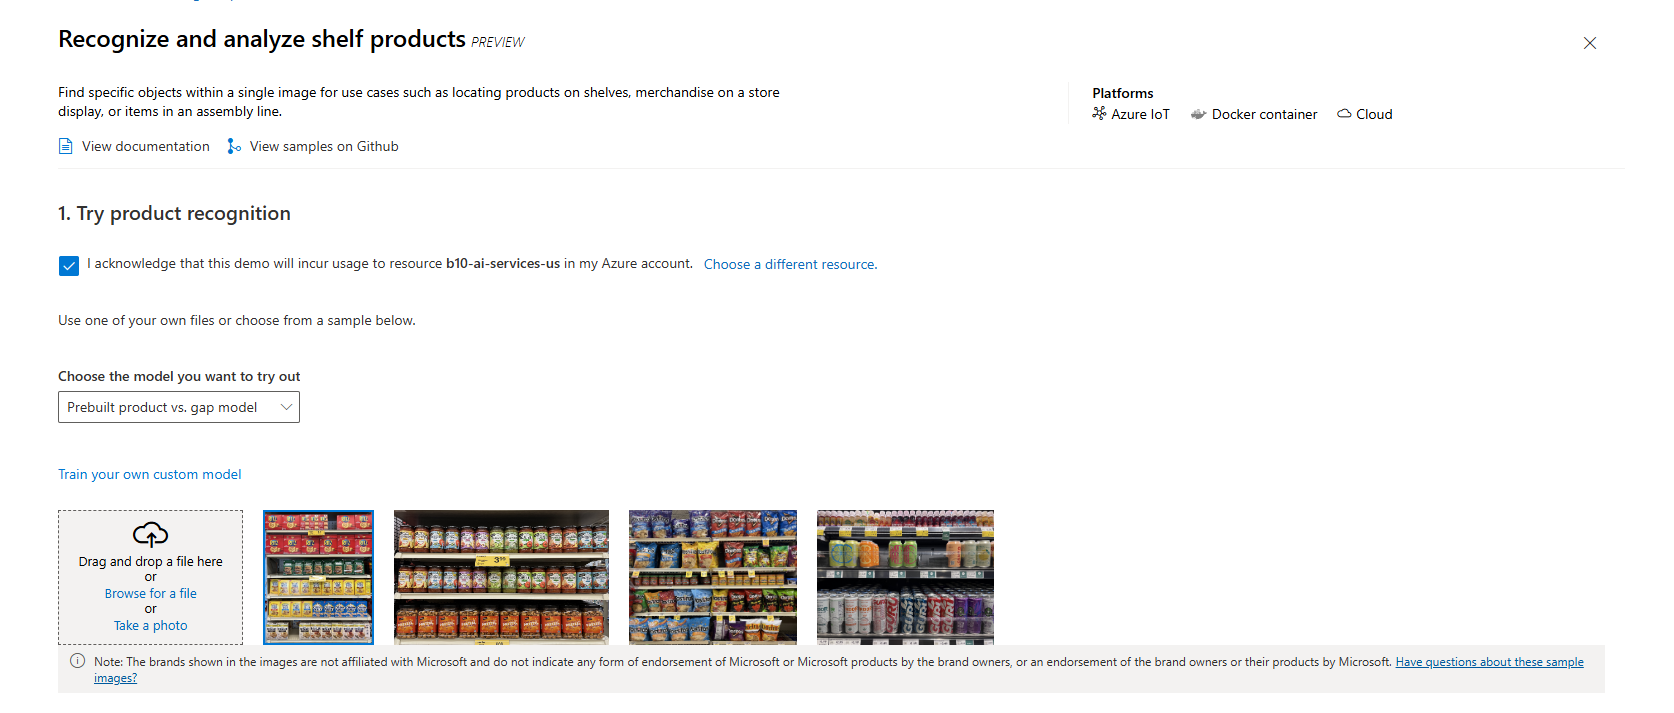 Recognize and analyze shelf products PREVIEW
Find specific objects within a single image for use cases such as locating products on shelves, merchandise on a store
display, or items in an assembly line.
Platforms
Azure IoT Docker container Cloud
View documentation View samples on Github
1. Try product recognition
I acknowledge that this demo will incur usage to resource b10-ai-services-us in my Azure account. Choose a different resource.
Use one of your own files or choose from a sample below.
Choose the model you want to try out
Prebuilt product vs. gap model
Train your own custom model
Drag and drop a file here
or
Browse for a file
or
Take a photo
Note: The brands shown in the images are not affiliated with Microsoft and do not indicate any form of endorsement of Microsoft or Microsoft products by the brand owners, or an endorsement of the brand owners or their products by Microsoft. Have questions about these sample
images?